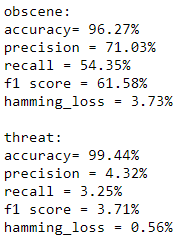 obscene:
accuracy= 96.27%
precision = 71.03%
recall = 54.35%
f1 score = 61.58%
hamming_loss = 3.73%

threat:
accuracy= 99.44%
precision = 4.32%
recall = 3.25%
f1 score = 3.71%
hamming_loss = 0.56%